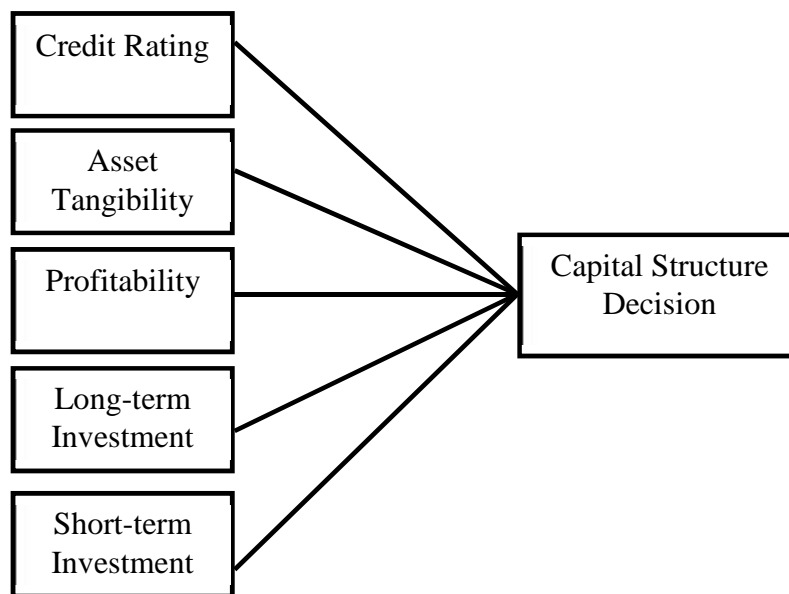 Credit Rating
Asset
Tangibility
Profitability
Capital Structure
Decision
Long-term
Investment
Short-term
Investment